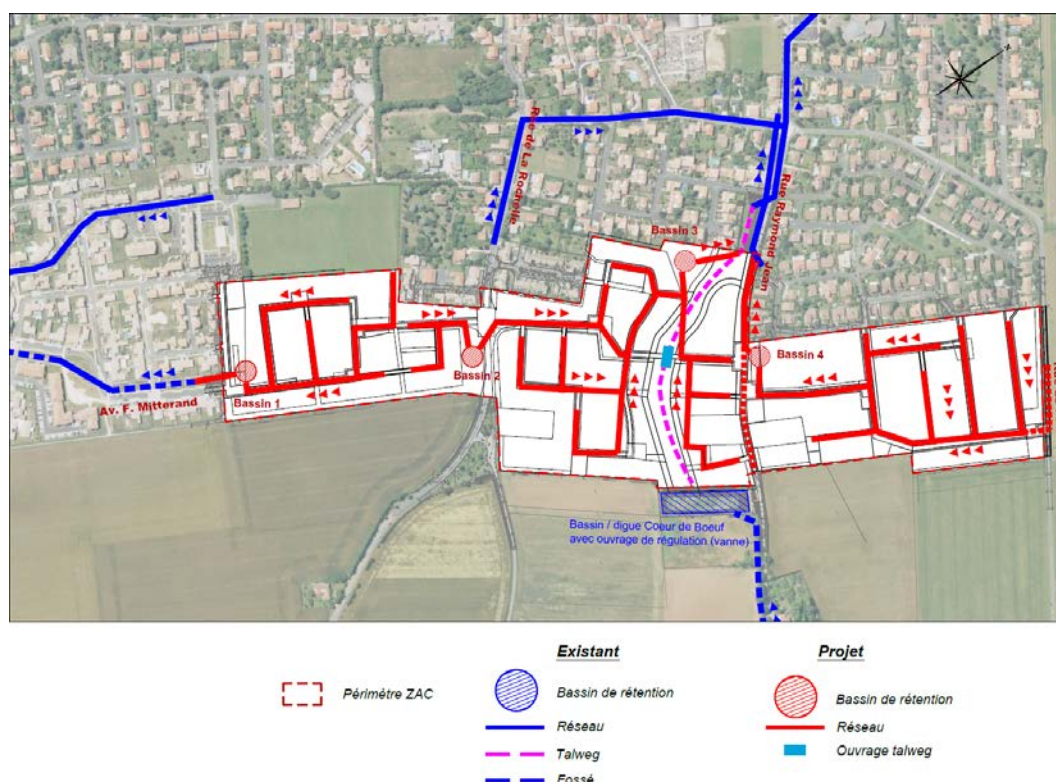 Rue de La Rochelle
Rue Raymond Jean
Bassin 3
Bassin 2
Bassin 4
Bassin 1
Av. F. Mitterand
Bassin / digue Coeur de Boeuf
avec ouvrage de régulation (vanne)
Existant
Projet
Périmètre ZAC
Bassin de rétention
Bassin de rétention
Réseau
Réseau
Talweg
Ouvrage talweg
Fossé